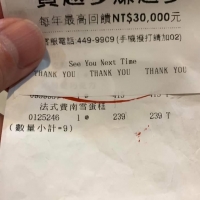 每年最高回饋NT$30,000元
客服電話 449-9909 (手機撥打請加02)
See You Next Time
THANK YOU THANK YOU THANK YOU
法式費南雪蛋糕
0125246 1 239 239 T
(數量小計=9)